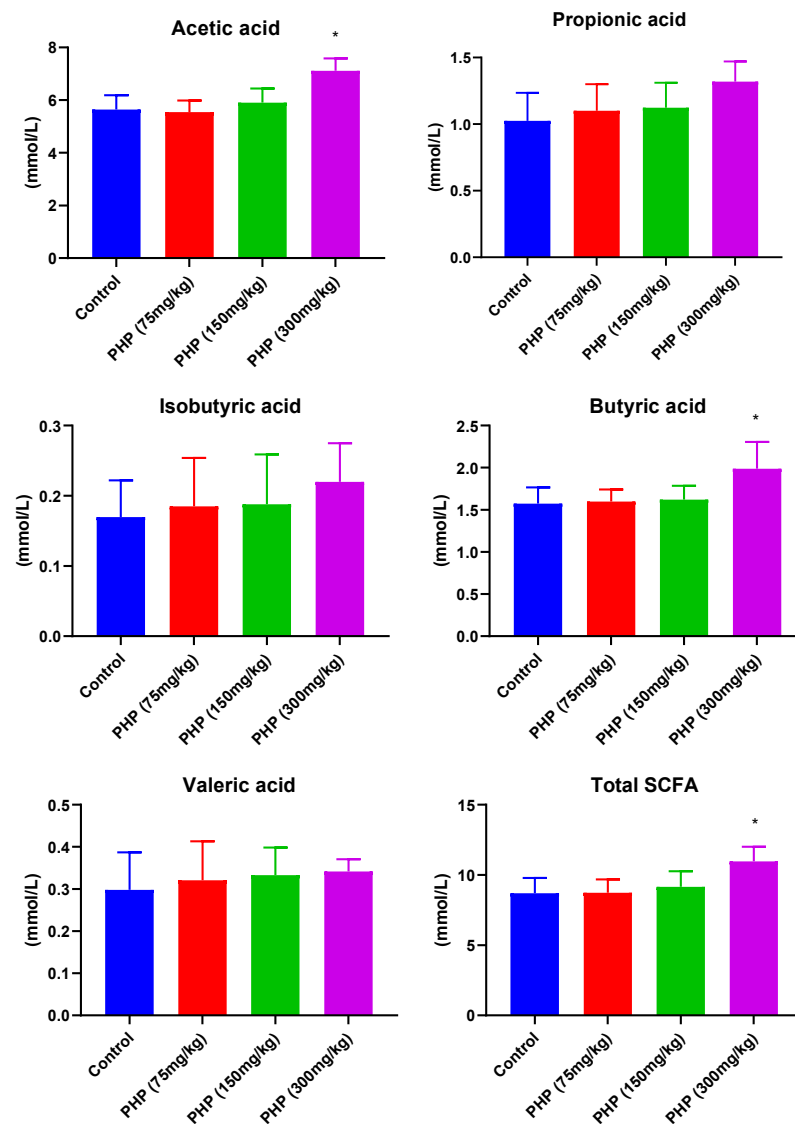 Acetic acid
*
(mmol/L)
8
6
4
2
0
Control
PHP (75mg/kg)
PHP (150mg/kg)
PHP (300mg/kg)
Propionic acid
(mmol/L)
1.5
1.0
0.5
0.0
Control
PHP (75mg/kg)
PHP (150mg/kg)
PHP (300mg/kg)
Isobutyric acid
(mmol/L)
0.3
0.2
0.1
0.0
Control
PHP (75mg/kg)
PHP (150mg/kg)
PHP (300mg/kg)
Butyric acid
*
(mmol/L)
2.5
2.0
1.5
1.0
0.5
0.0
Control
PHP (75mg/kg)
PHP (150mg/kg)
PHP (300mg/kg)
Valeric acid
(mmol/L)
0.5
0.4
0.3
0.2
0.1
0.0
Control
PHP (75mg/kg)
PHP (150mg/kg)
PHP (300mg/kg)
Total SCFA
*
(mmol/L)
15
10
5
0
Control
PHP (75mg/kg)
PHP (150mg/kg)
PHP (300mg/kg)